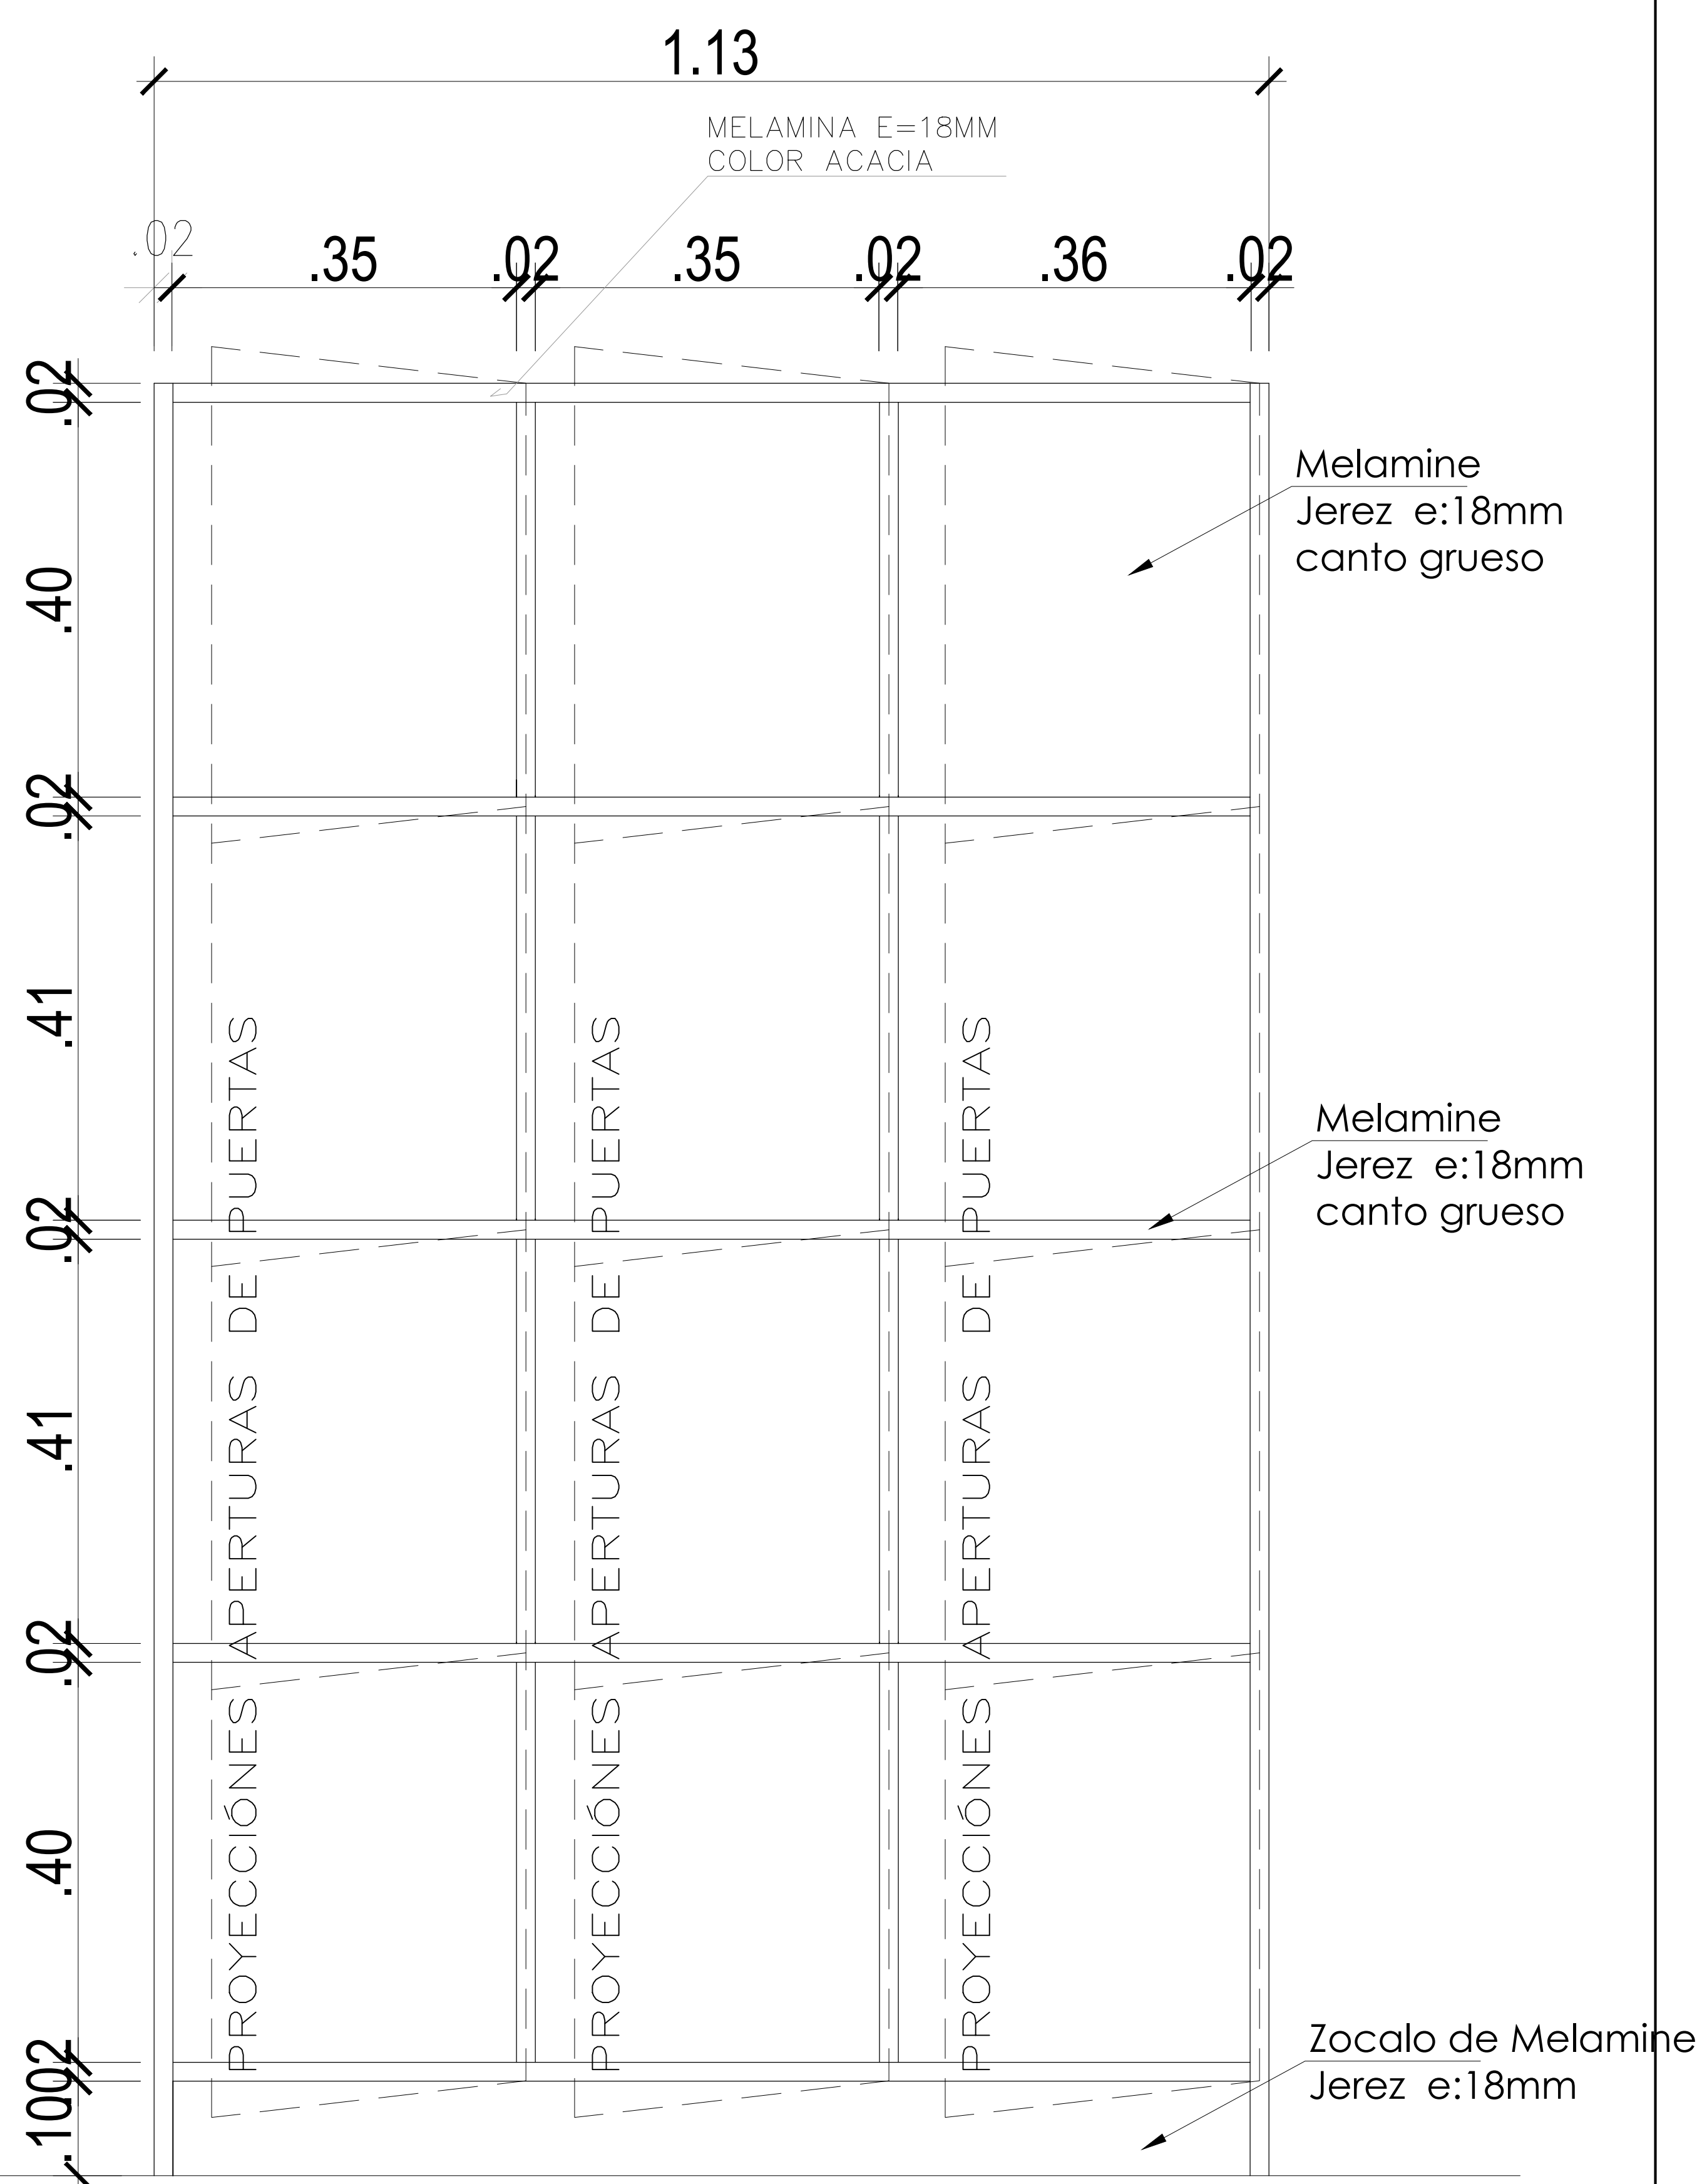 1.13
MELAMINA E=18MM
COLOR ACACIA
.02
.35
.02
.35
.02
.36
.02
.02
.40
.02
.41
.02
.41
.02
.40
.02
.10
Melamine
Jerez e:18mm
canto grueso
Melamine
Jerez e:18mm
canto grueso
Zocalo de Melamine
Jerez e:18mm
PROYECCIÓNES APERTURAS DE PUERTAS
PROYECCIÓNES APERTURAS DE PUERTAS
PROYECCIÓNES APERTURAS DE PUERTAS